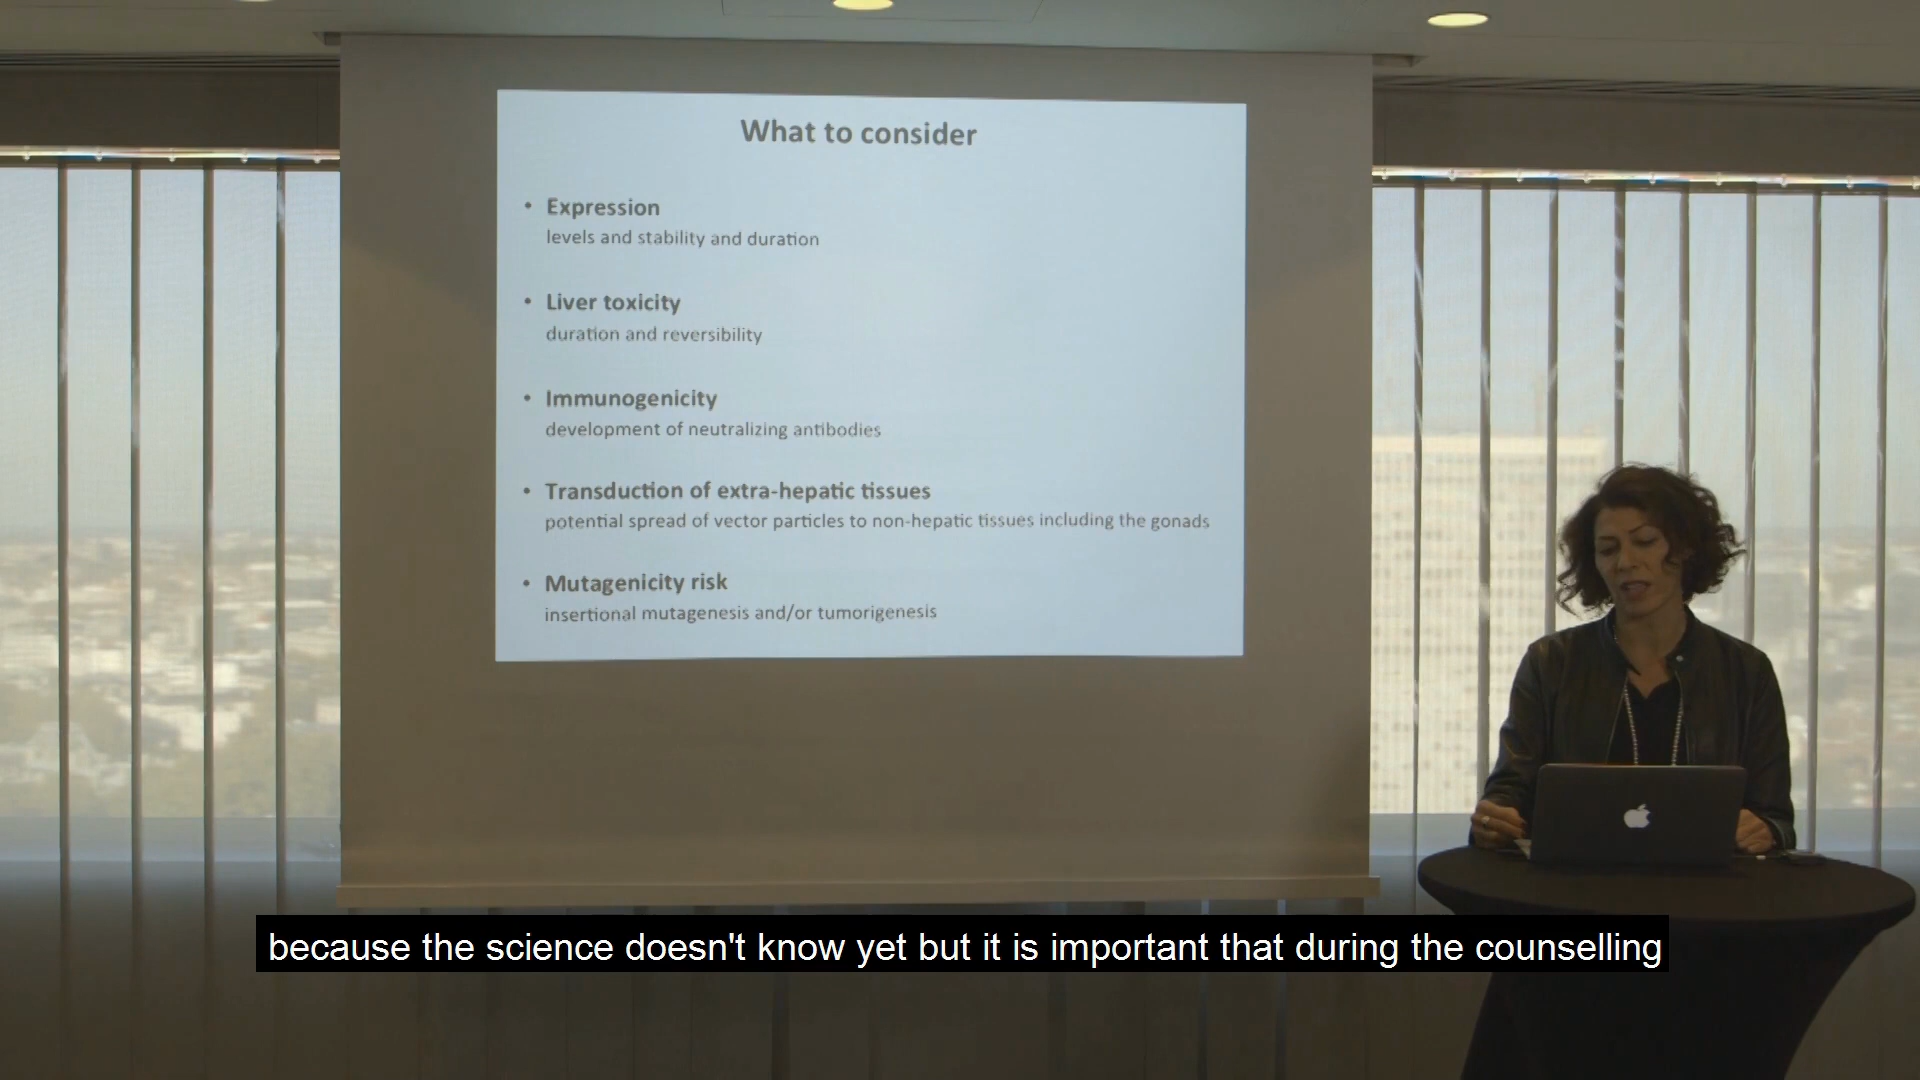 What to consider
• Expression
levels and stability and duration
• Liver toxicity
duration and reversibility
• Immunogenicity
development of neutralizing antibodies
• Transduction of extra-hepatic tissues
potential spread of vector particles to non-hepatic tissues including the gonads
• Mutagenicity risk
insertional mutagenesis and/or tumorigenesis
because the science doesn't know yet but it is important that during the counselling